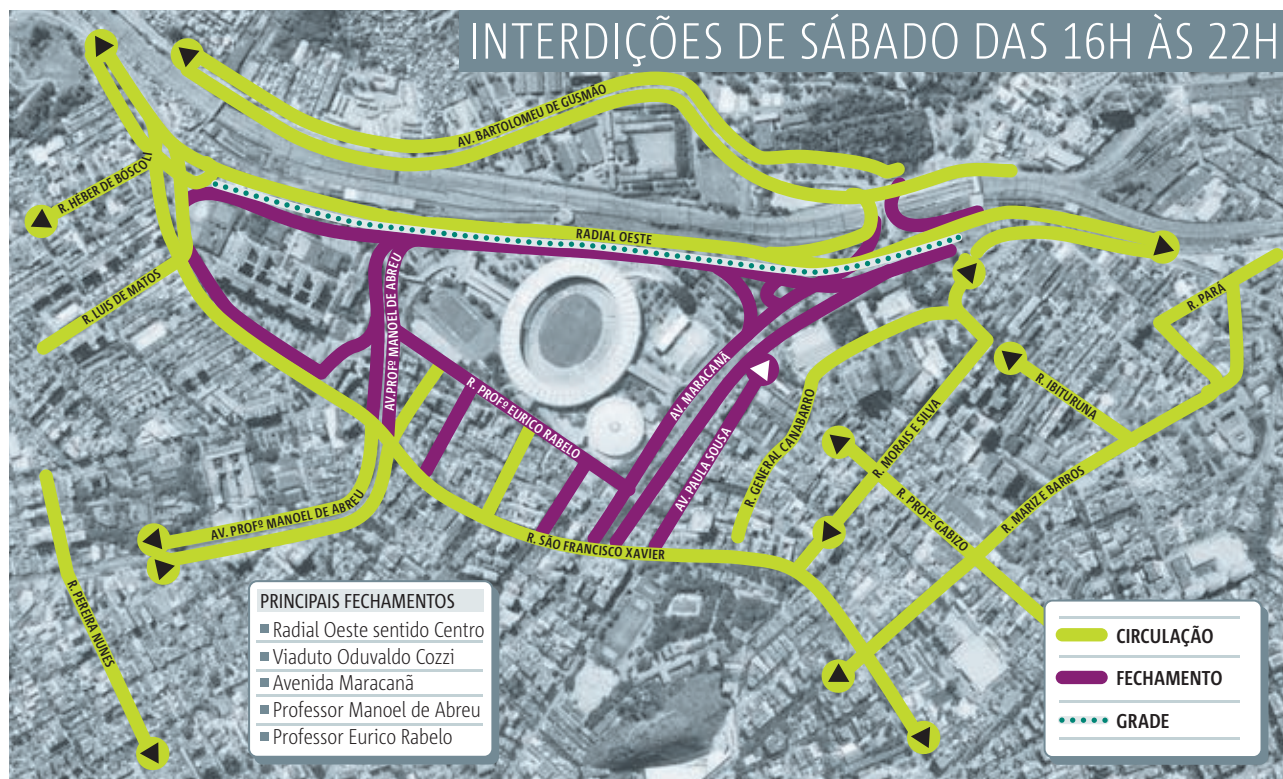 INTERDIÇÕES DE SÁBADO DAS 16H ÀS 22H
AV. BARTOLOMEU DE GUSMÃO
R. HÉBER DE BÔSCOLI
RADIAL OESTE
R. LUIS DE MATOS
AV.PROFº MANOEL DE ABREU
R. PARÁ
AV. MARACANÃ
R. IBITURUNA
R. PROFº EURICO RABELO
R. GENERAL CANABARRO
R. MORAIS E SILVA
AV. PAULA SOUSA
R. PROFº GABIZO
R. MARIZ E BARROS
AV. PROFº MANOEL DE ABREU
R. SÃO FRANCISCO XAVIER
R. PEREIRA NUNES
PRINCIPAIS FECHAMENTOS
Radial Oeste sentido Centro
Viaduto Oduvaldo Cozzi
Avenida Maracanã
Professor Manoel de Abreu
Professor Eurico Rabelo
CIRCULAÇÃO
FECHAMENTO
GRADE